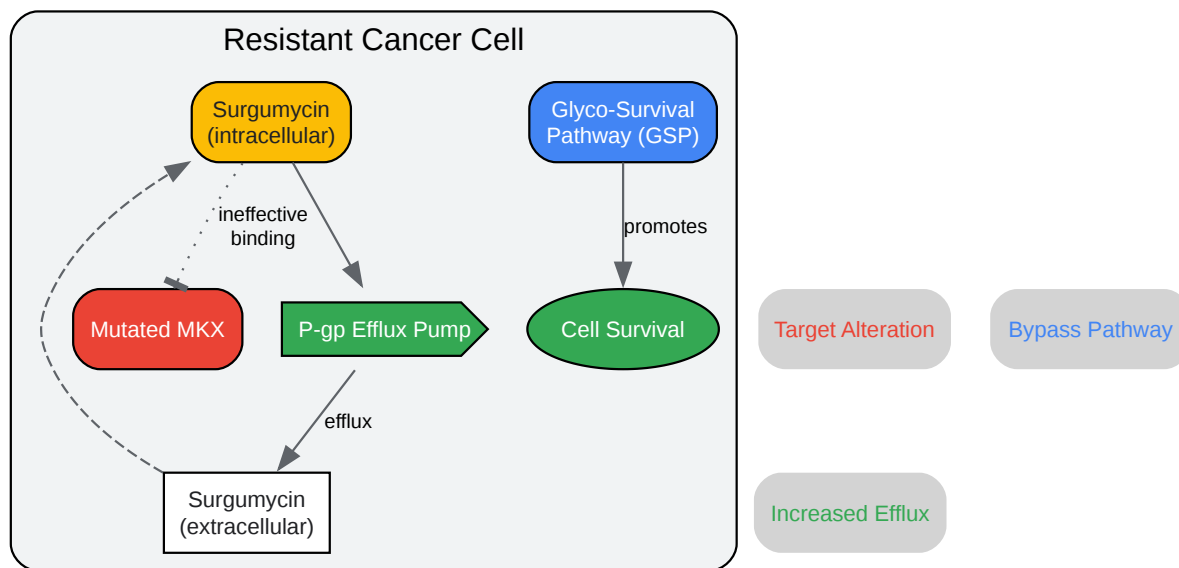 Resistant Cancer Cell
Surgumycin
(intracellular)
Glyco-Survival
Pathway (GSP)
ineffective
binding
promotes
Mutated MKX
P-gp Efflux Pump
Cell Survival
Target Alteration
Bypass Pathway
efflux
Surgumycin
(extracellular)
Increased Efflux